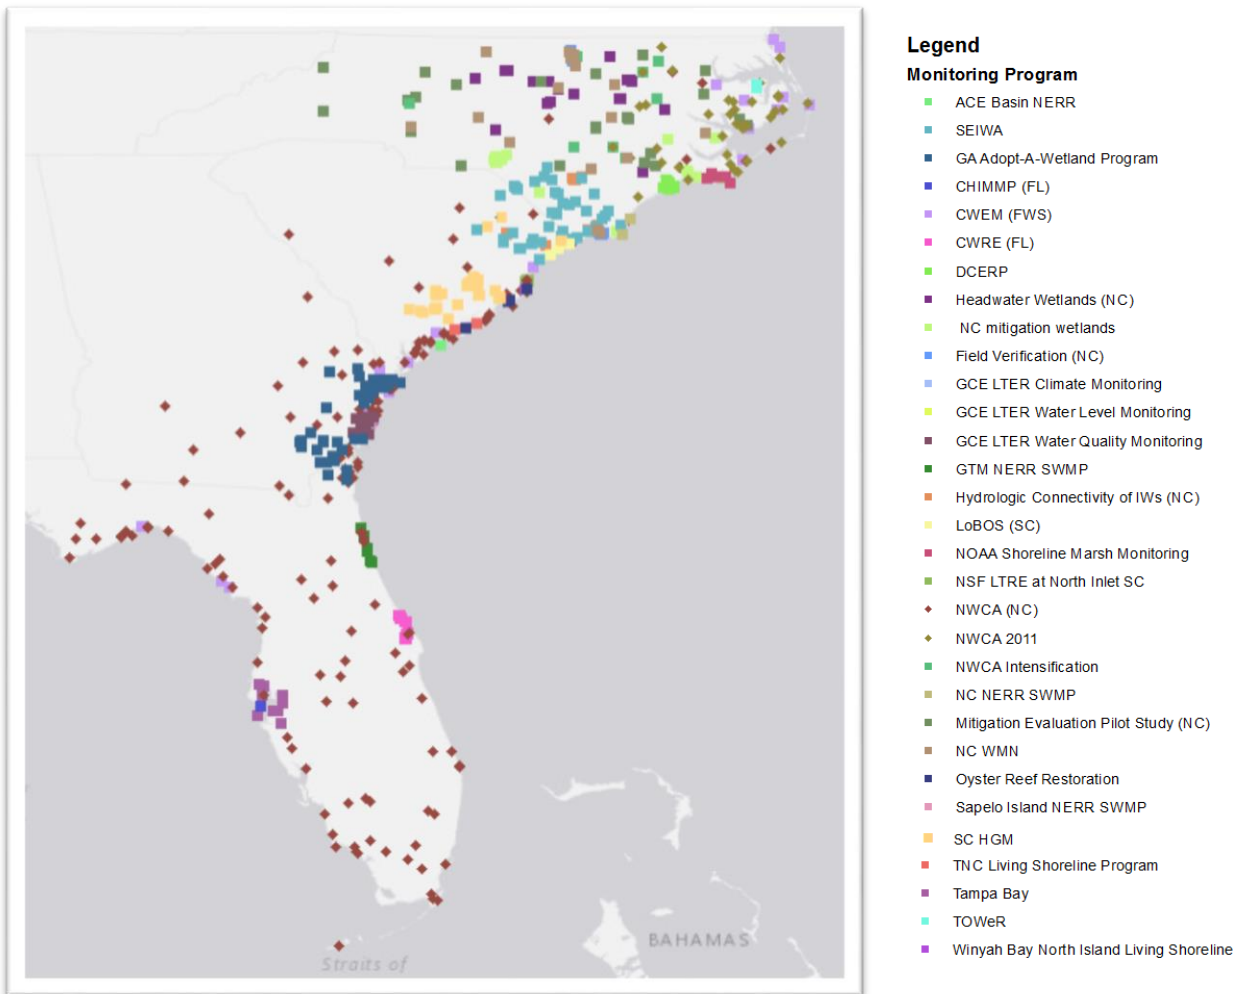 Legend
Monitoring Program
ACE Basin NERR
SEIWA
GA Adopt-A-Wetland Program
CHIMMP (FL)
CWEM (FWS)
CWRE (FL)
DCERP
Headwater Wetlands (NC)
NC mitigation wetlands
Field Verification (NC)
GCE LTER Climate Monitoring
GCE LTER Water Level Monitoring
GCE LTER Water Quality Monitoring
GTM NERR SWMP
Hydrologic Connectivity of IWs (NC)
LoBOS (SC)
NOAA Shoreline Marsh Monitoring
NSF LTRE at North Inlet SC
NWCA (NC)
NWCA 2011
NWCA Intensification
NC NERR SWMP
Mitigation Evaluation Pilot Study (NC)
NC WMN
Oyster Reef Restoration
Sapelo Island NERR SWMP
SC HGM
TNC Living Shoreline Program
Tampa Bay
TOWeR
Winyah Bay North Island Living Shoreline
BAHAMAS
Straits of